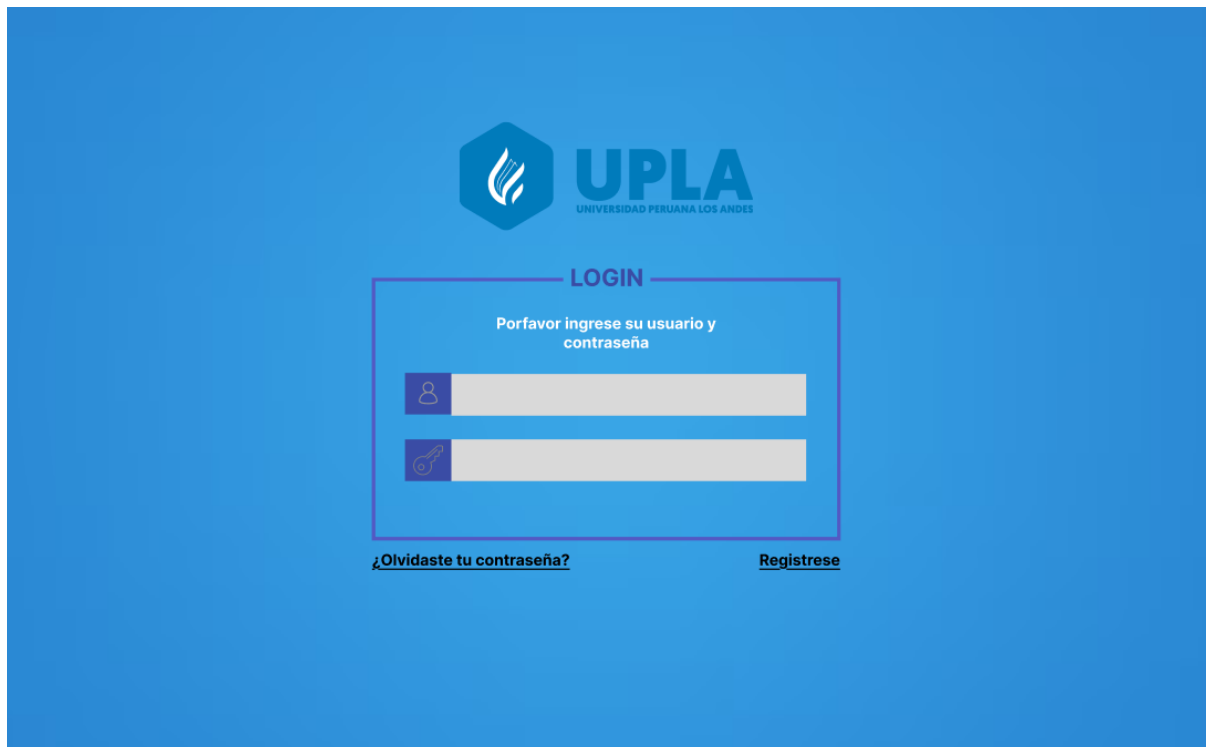 UPLA
UNIVERSIDAD PERUANA LOS ANDES
LOGIN
Porfavor ingrese su usuario y
contraseña
¿Olvidaste tu contraseña?
Registrese